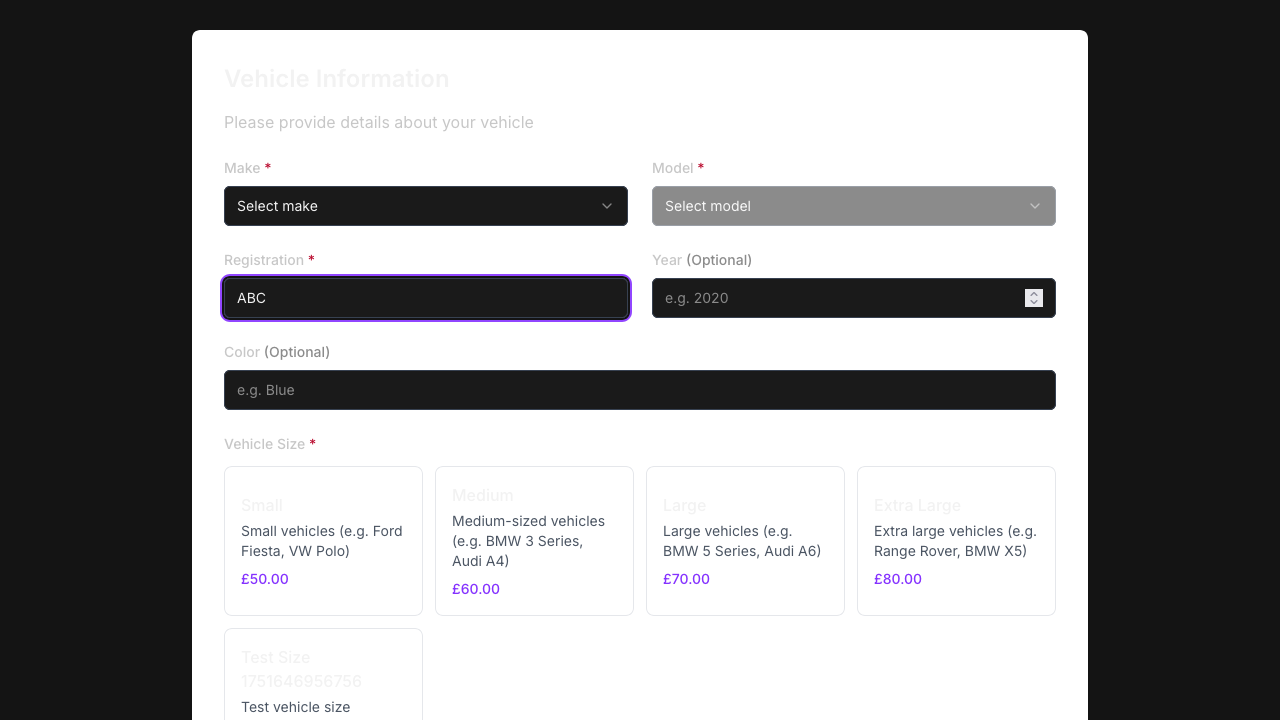 Vehicle Information
Please provide details about your vehicle
Make *
Model *
Select make
Select model
Registration *
Year (Optional)
ABC
e.g. 2020
Color (Optional)
e.g. Blue
Vehicle Size *
Small
Small vehicles (e.g. Ford
Fiesta, VW Polo)
£50.00
Medium
Medium-sized vehicles
(e.g. BMW 3 Series,
Audi A4)
£60.00
Large
Large vehicles (e.g.
BMW 5 Series, Audi A6)
£70.00
Extra Large
Extra large vehicles (e.g.
Range Rover, BMW X5)
£80.00
Test Size
1751646956756
Test vehicle size